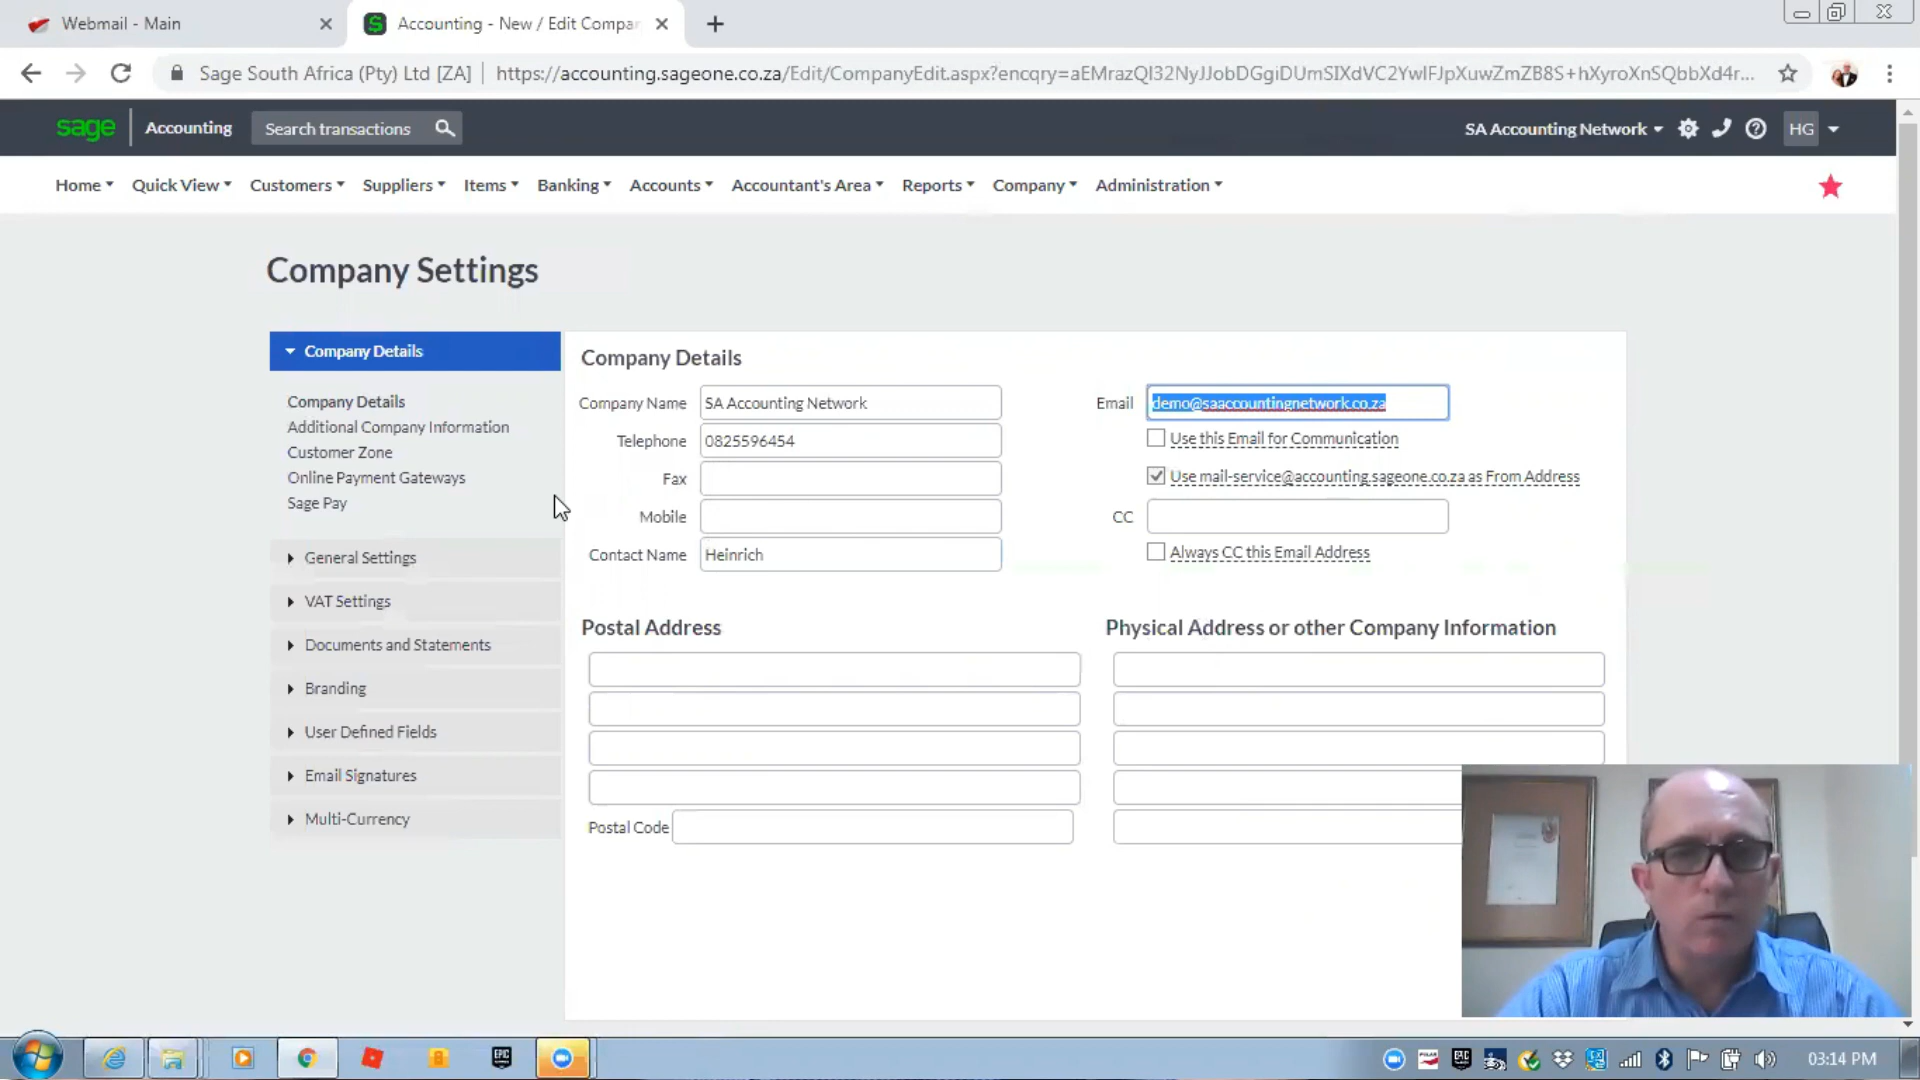 Webmail - Main
Accounting - New / Edit Compar
Sage South Africa (Pty) Ltd [ZA] | https://accounting.sageone.co.za/Edit/CompanyEdit.aspx?encqry=aEMrazQI32NyJJobDGgiDUmSIXdVC2YwlFJpXuwZmZB8S+hXyroXnSQbbXd4r...
sage Accounting Search transactions SA Accounting Network HG
Home Quick View Customers Suppliers Items Banking Accounts Accountant's Area Reports Company Administration
Company Settings
Company Details
Company Details
Additional Company Information
Customer Zone
Online Payment Gateways
Sage Pay
General Settings
VAT Settings
Documents and Statements
Branding
User Defined Fields
Email Signatures
Multi-Currency
Company Details
Company Name SA Accounting Network
Telephone 0825596454
Fax
Mobile
Contact Name Heinrich
Email demo@saaccountingnetwork.co.za
Use this Email for Communication
Use mail-service@accounting.sageone.co.za as From Address
CC
Always CC this Email Address
Postal Address
Postal Code
Physical Address or other Company Information
EPIC
03:14 PM